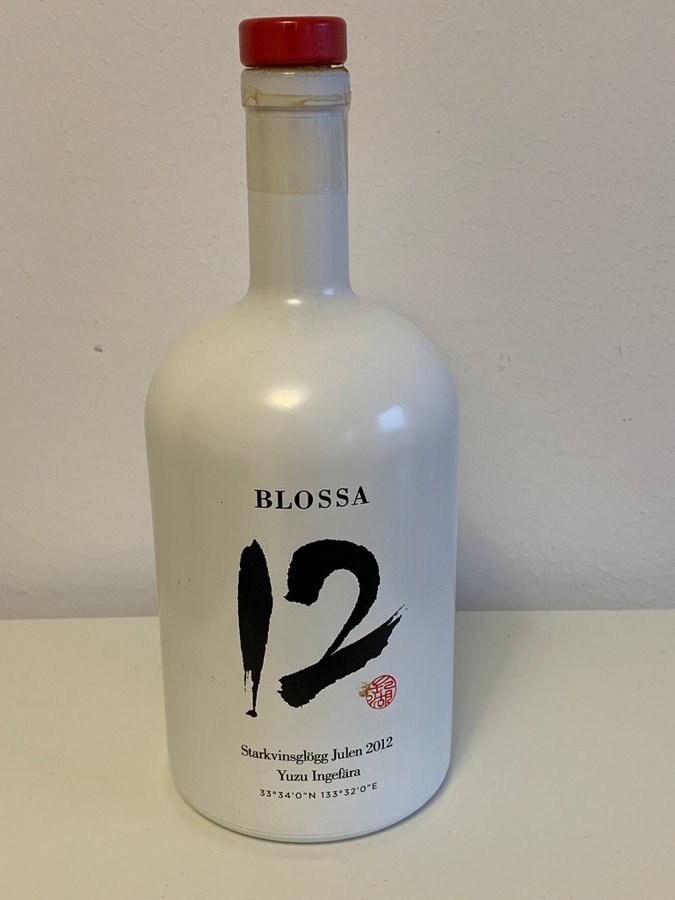 BLOSSA
12
Starkvinsglögg Julen 2012
Yuzu Ingefära
33°34'0"N 133°32'0"E